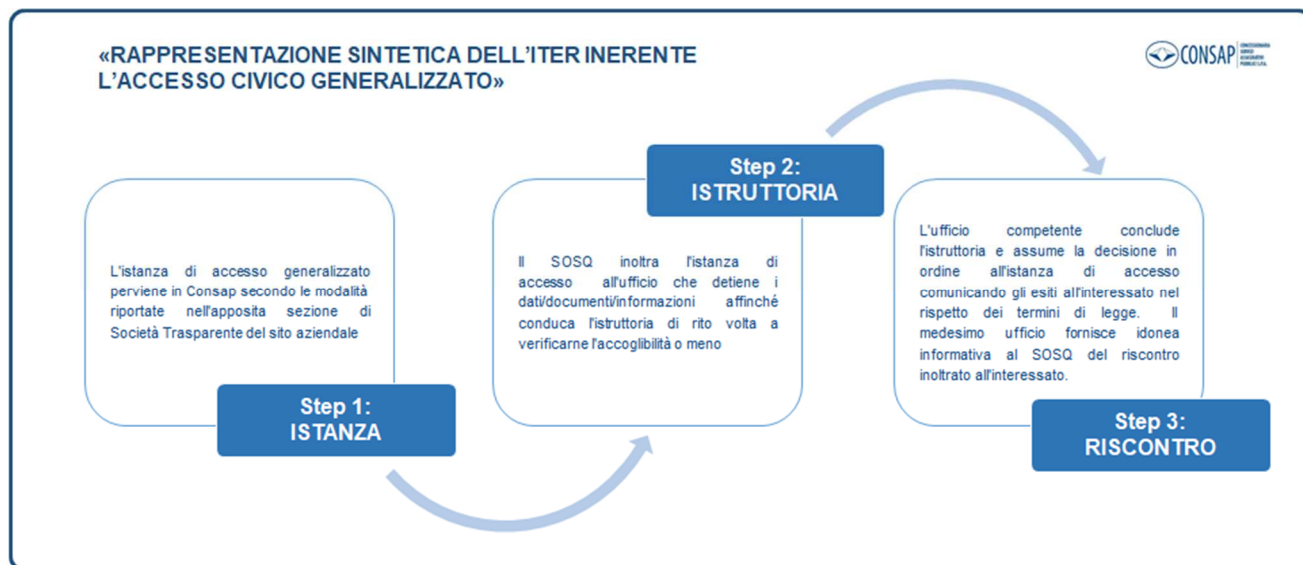 «RAPPRESENTAZIONE SINTETICA DELL'ITER INERENTE
L'ACCESSO CIVICO GENERALIZZATO»
CONSAP
CONCESSIONARIA
SERVIZI
ASSICURATIVI
PUBBLICI S.P.A.
L'istanza di accesso generalizzato
perviene in Consap secondo le modalità
riportate nell'apposita sezione di
Società Trasparente del sito aziendale
Step 1:
ISTANZA
Step 2:
ISTRUTTORIA
Il SOSQ inoltra l'istanza di
accesso all'ufficio che detiene i
dati/documenti/informazioni affinché
conduca l'istruttoria di rito volta a
verificarne l'accoglibilità o meno
L'ufficio competente conclude
l'istruttoria e assume la decisione in
ordine all'istanza di accesso
comunicando gli esiti all'interessato nel
rispetto dei termini di legge. Il
medesimo ufficio fornisce idonea
informativa al SOSQ del riscontro
inoltrato all'interessato.
Step 3:
RISCONTRO